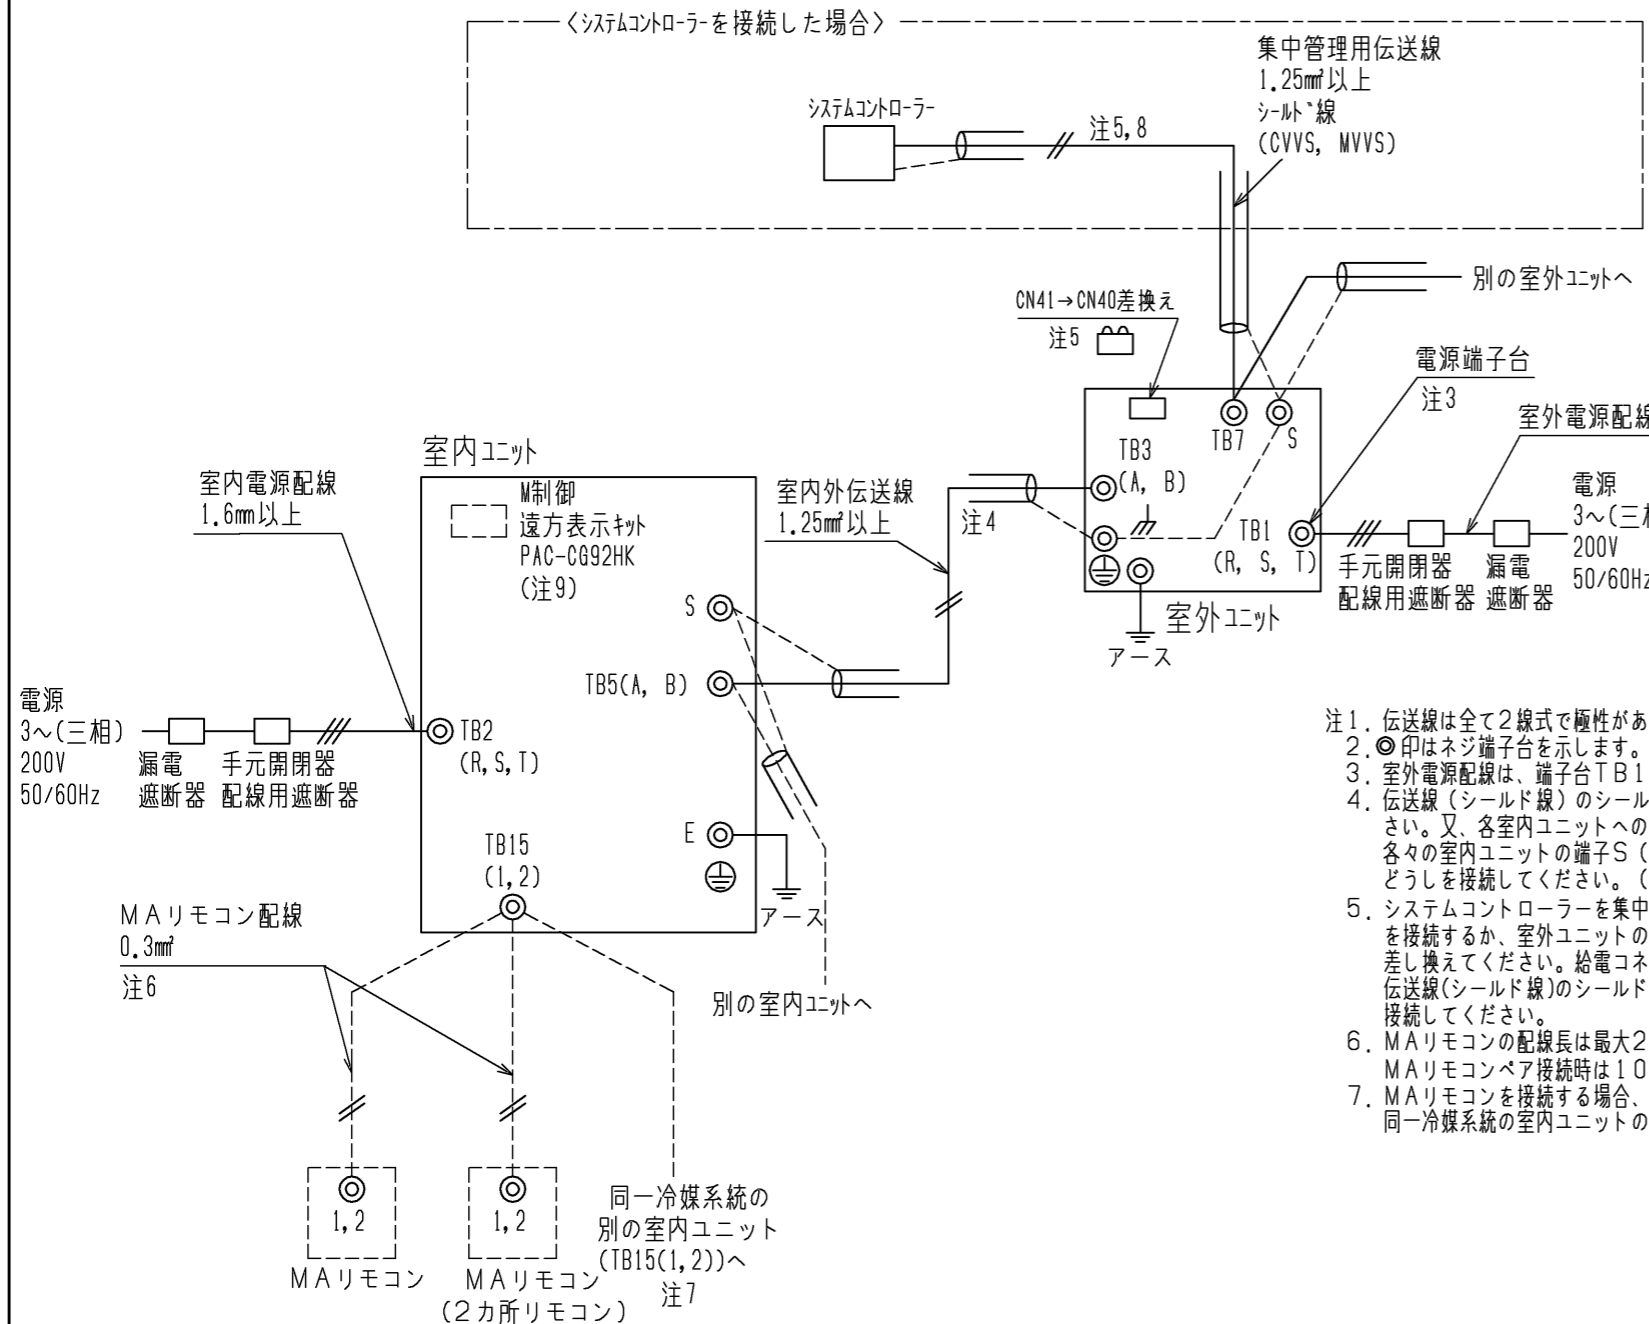 〈システムコントローラーを接続した場合〉
集中管理用伝送線
1.25㎟以上
シールド線
(CVVS, MVVS)
システムコントローラー
注5,8
別の室外ユニットへ
CN41→CN40差換え
注5
電源端子台
注3
室外電源配線
TB7
S
TB3
(A, B)
TB1
(R, S, T)
電源
3～(三相
200V
50/60Hz
手元開閉器
配線用遮断器
漏電
遮断器
室外ユニット
アース
室内ユニット
室内電源配線
1.6mm以上
M制御
遠方表示キット
PAC-CG92HK
(注9)
室内外伝送線
1.25㎟以上
注4
S
TB5(A, B)
電源
3～(三相)
200V
50/60Hz
漏電
遮断器
手元開閉器
配線用遮断器
TB2
(R,S,T)
E
アース
TB15
(1,2)
MAリモコン配線
0.3㎟
注6
別の室内ユニットへ
1,2
MAリモコン
1,2
MAリモコン
(2カ所リモコン)
同一冷媒系統の
別の室内ユニット
(TB15(1,2))へ
注7
注1. 伝送線は全て2線式で極性があ
2. ◎印はネジ端子台を示します。
3. 室外電源配線は、端子台TB1
4. 伝送線（シールド線）のシール
さい。又、各室内ユニットへの
各々の室内ユニットの端子S（
どうしを接続してください。（
5. システムコントローラーを集中
を接続するか、室外ユニットの
差し換えてください。給電コネ
伝送線(シールド線)のシールド
接続してください。
6. MAリモコンの配線長は最大2
MAリモコンペア接続時は10
7. MAリモコンを接続する場合、
同一冷媒系統の室内ユニットの